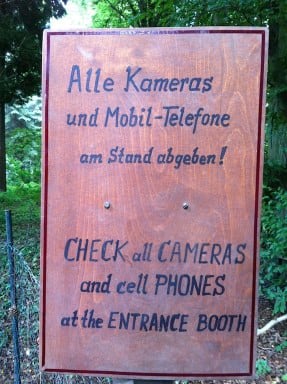 Alle Kameras
und Mobil-Telefone
am Stand abgeben!
CHECK all CAMERAS
and cell PHONES
at the ENTRANCE BOOTH